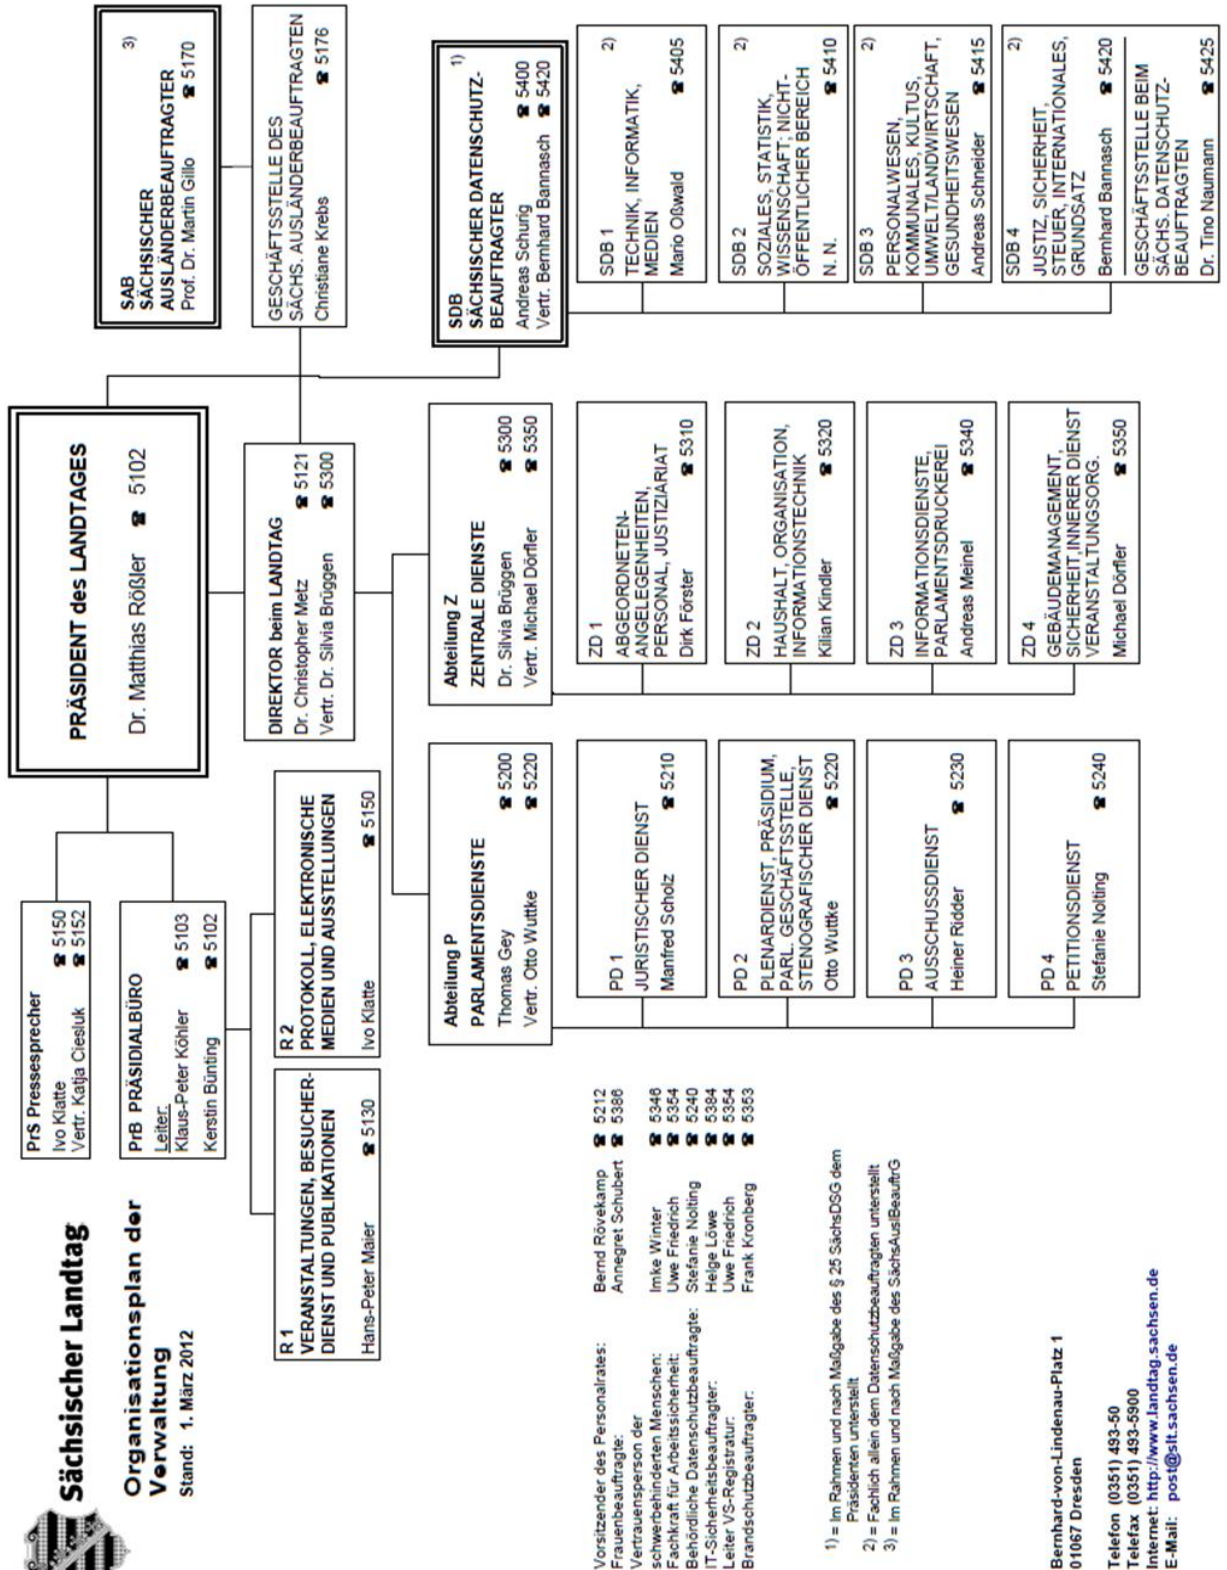 Sächsischer Landtag
Organisationsplan der
Verwaltung
Stand: 1. März 2012
PrS Pressesprecher
Ivo Klatte ☎ 5150
Vertr. Katja Ciesluk ☎ 5152
PrB PRÄSIDIALBÜRO
Leiter:
Klaus-Peter Köhler ☎ 5103
Kerstin Bünting ☎ 5102
PRÄSIDENT des LANDTAGES
Dr. Matthias Rößler ☎ 5102
SAB 3)
SÄCHSISCHER
AUSLÄNDERBEAUFTRAGTER
Prof. Dr. Martin Gillo ☎ 5170
GESCHÄFTSSTELLE DES
SÄCHS. AUSLÄNDERBEAUFTRAGTEN
Christiane Krebs ☎ 5176
R 1
VERANSTALTUNGEN, BESUCHER-
DIENST UND PUBLIKATIONEN
Hans-Peter Maier ☎ 5130
R 2
PROTOKOLL, ELEKTRONISCHE
MEDIEN UND AUSSTELLUNGEN
Ivo Klatte ☎ 5150
DIREKTOR beim LANDTAG
Dr. Christopher Metz ☎ 5121
Vertr. Dr. Silvia Brüggen ☎ 5300
Abteilung P
PARLAMENTSDIENSTE
Thomas Gey ☎ 5200
Vertr. Otto Wuttke ☎ 5220
Abteilung Z
ZENTRALE DIENSTE
Dr. Silvia Brüggen ☎ 5300
Vertr. Michael Dörfler ☎ 5350
SDB 1)
SÄCHSISCHER DATENSCHUTZ-
BEAUFTRAGTER
Andreas Schurig ☎ 5400
Vertr. Bernhard Bannasch ☎ 5420
PD 1
JURISTISCHER DIENST
Manfred Scholz ☎ 5210
PD 2
PLENARDIENST, PRÄSIDIUM,
PARL. GESCHÄFTSSTELLE,
STENOGRAFISCHER DIENST
Otto Wuttke ☎ 5220
PD 3
AUSSCHUSSDIENST
Heiner Ridder ☎ 5230
PD 4
PETITIONSDIENST
Stefanie Nolting ☎ 5240
ZD 1
ABGEORDNETEN-
ANGELEGENHEITEN,
PERSONAL, JUSTIZIARIAT
Dirk Förster ☎ 5310
ZD 2
HAUSHALT, ORGANISATION,
INFORMATIONSTECHNIK
Kilian Kindler ☎ 5320
ZD 3
INFORMATIONSDIENSTE,
PARLAMENTSDRUCKEREI
Andreas Meinel ☎ 5340
ZD 4
GEBÄUDEMANAGEMENT,
SICHERHEIT,INNERER DIENST
VERANSTALTUNGSORG.
Michael Dörfler ☎ 5350
SDB 1 2)
TECHNIK, INFORMATIK,
MEDIEN
Mario Oßwald ☎ 5405
SDB 2 2)
SOZIALES, STATISTIK,
WISSENSCHAFT; NICHT-
ÖFFENTLICHER BEREICH
N. N. ☎ 5410
SDB 3 2)
PERSONALWESEN,
KOMMUNALES, KULTUS,
UMWELT/LANDWIRTSCHAFT,
GESUNDHEITSWESEN
Andreas Schneider ☎ 5415
SDB 4 2)
JUSTIZ, SICHERHEIT,
STEUER, INTERNATIONALES,
GRUNDSATZ
Bernhard Bannasch ☎ 5420
GESCHÄFTSSTELLE BEIM
SÄCHS. DATENSCHUTZ-
BEAUFTRAGTEN
Dr. Tino Naumann ☎ 5425
Vorsitzender des Personalrates: Bernd Rövekamp ☎ 5212
Frauenbeauftragte: Annegret Schubert ☎ 5386
Vertrauensperson der
schwerbehinderten Menschen: Imke Winter ☎ 5346
Fachkraft für Arbeitssicherheit: Uwe Friedrich ☎ 5354
Behördliche Datenschutzbeauftragte: Stefanie Nolting ☎ 5240
IT-Sicherheitsbeauftragter: Helge Löwe ☎ 5384
Leiter VS-Registratur: Uwe Friedrich ☎ 5354
Brandschutzbeauftragter: Frank Kronberg ☎ 5353
1) = Im Rahmen und nach Maßgabe des § 25 SächsDSG dem
Präsidenten unterstellt
2) = Fachlich allein dem Datenschutzbeauftragten unterstellt
3) = Im Rahmen und nach Maßgabe des SächsAuslBeauftrG
Bernhard-von-Lindenau-Platz 1
01067 Dresden
Telefon (0351) 493-50
Telefax (0351) 493-5900
Internet: http://www.landtag.sachsen.de
E-Mail: post@slt.sachsen.de